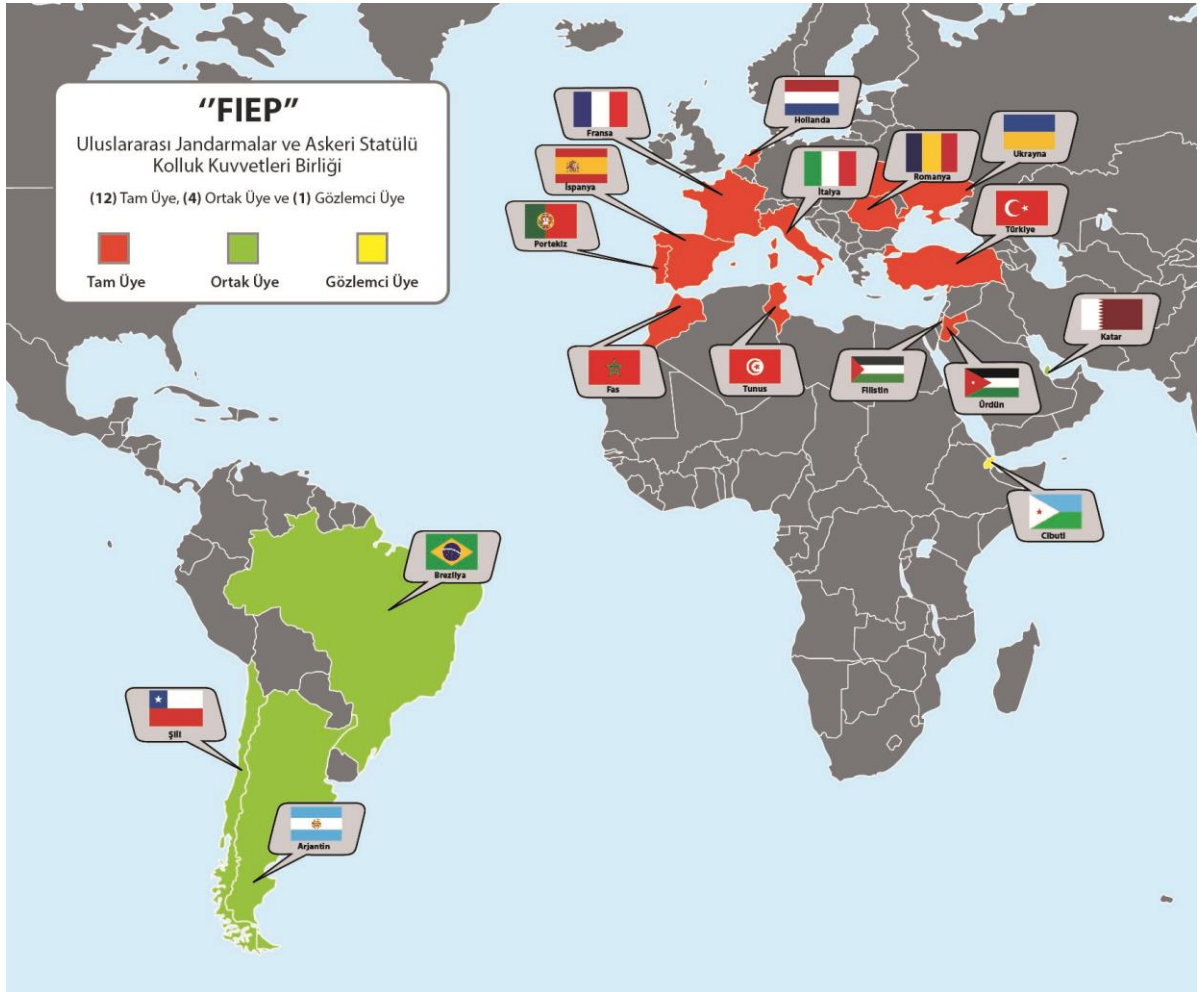 ‘‘FIEP”
Uluslararası Jandarmalar ve Askeri Statülü
Kolluk Kuvvetleri Birliği
(12) Tam Üye, (4) Ortak Üye ve (1) Gözlemci Üye
Tam Üye
Ortak Üye
Gözlemci Üye
Fransa
Hollanda
İspanya
İtalya
Romanya
Ukrayna
Portekiz
Türkiye
Katar
Fas
Tunus
Filistin
Ürdün
Cibuti
Brezilya
Şili
Arjantin